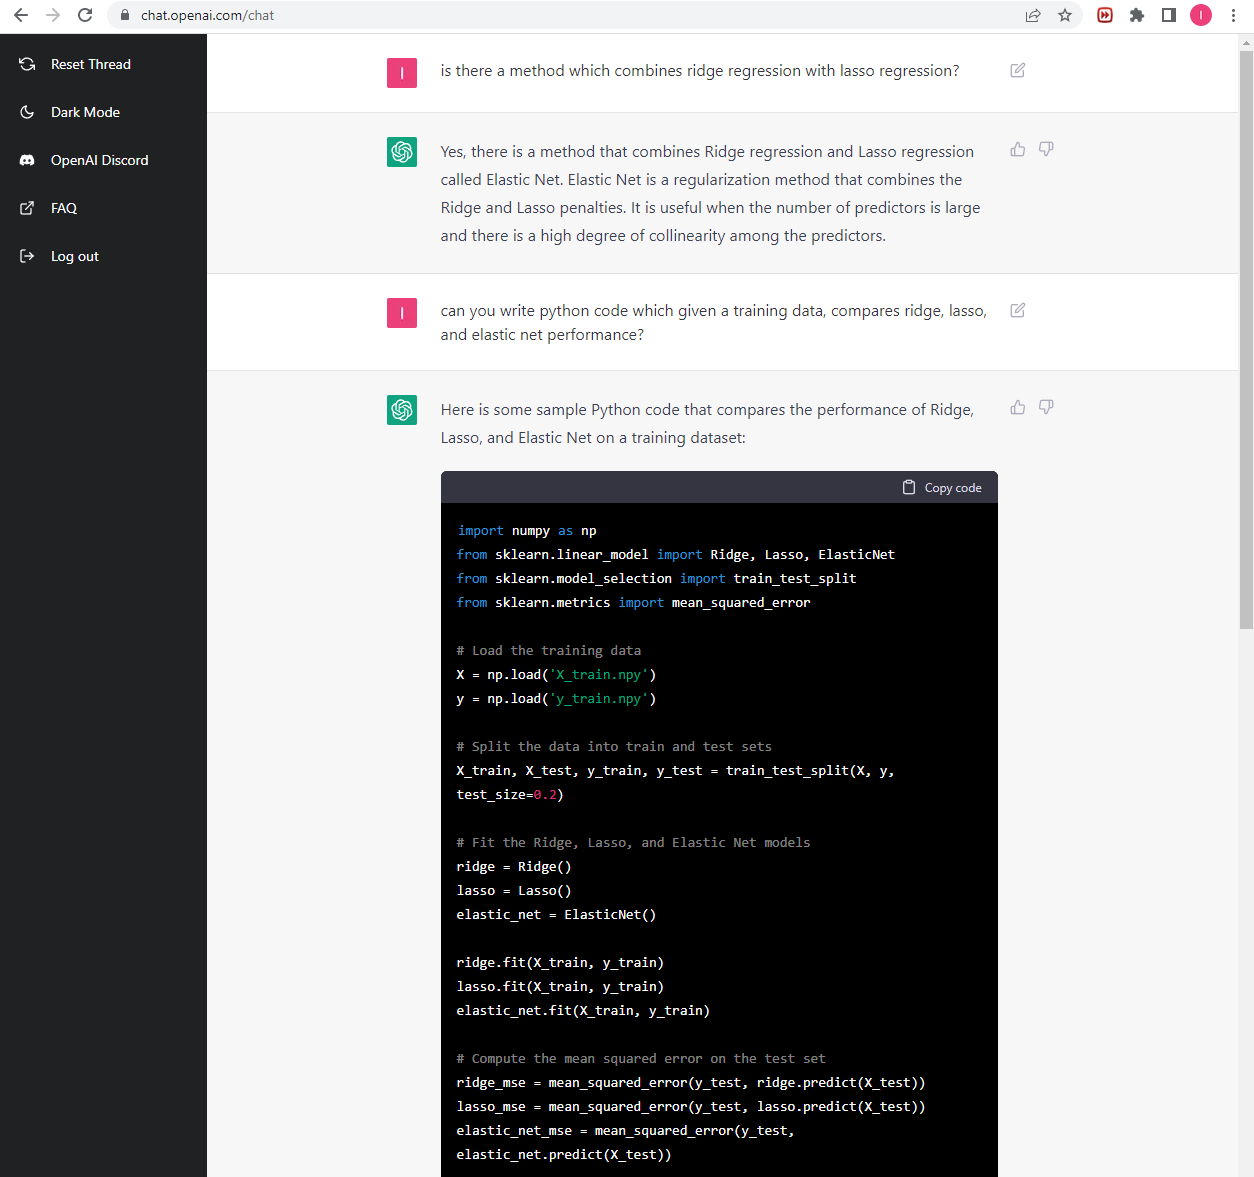 chat.openai.com/chat
I
Reset Thread
Dark Mode
OpenAI Discord
FAQ
Log out
I
is there a method which combines ridge regression with lasso regression?
Yes, there is a method that combines Ridge regression and Lasso regression
called Elastic Net. Elastic Net is a regularization method that combines the
Ridge and Lasso penalties. It is useful when the number of predictors is large
and there is a high degree of collinearity among the predictors.
I
can you write python code which given a training data, compares ridge, lasso,
and elastic net performance?
Here is some sample Python code that compares the performance of Ridge,
Lasso, and Elastic Net on a training dataset:
Copy code
import numpy as np
from sklearn.linear_model import Ridge, Lasso, ElasticNet
from sklearn.model_selection import train_test_split
from sklearn.metrics import mean_squared_error
# Load the training data
X = np.load('X_train.npy')
y = np.load('y_train.npy')
# Split the data into train and test sets
X_train, X_test, y_train, y_test = train_test_split(X, y,
test_size=0.2)
# Fit the Ridge, Lasso, and Elastic Net models
ridge = Ridge()
lasso = Lasso()
elastic_net = ElasticNet()
ridge.fit(X_train, y_train)
lasso.fit(X_train, y_train)
elastic_net.fit(X_train, y_train)
# Compute the mean squared error on the test set
ridge_mse = mean_squared_error(y_test, ridge.predict(X_test))
lasso_mse = mean_squared_error(y_test, lasso.predict(X_test))
elastic_net_mse = mean_squared_error(y_test,
elastic_net.predict(X_test))